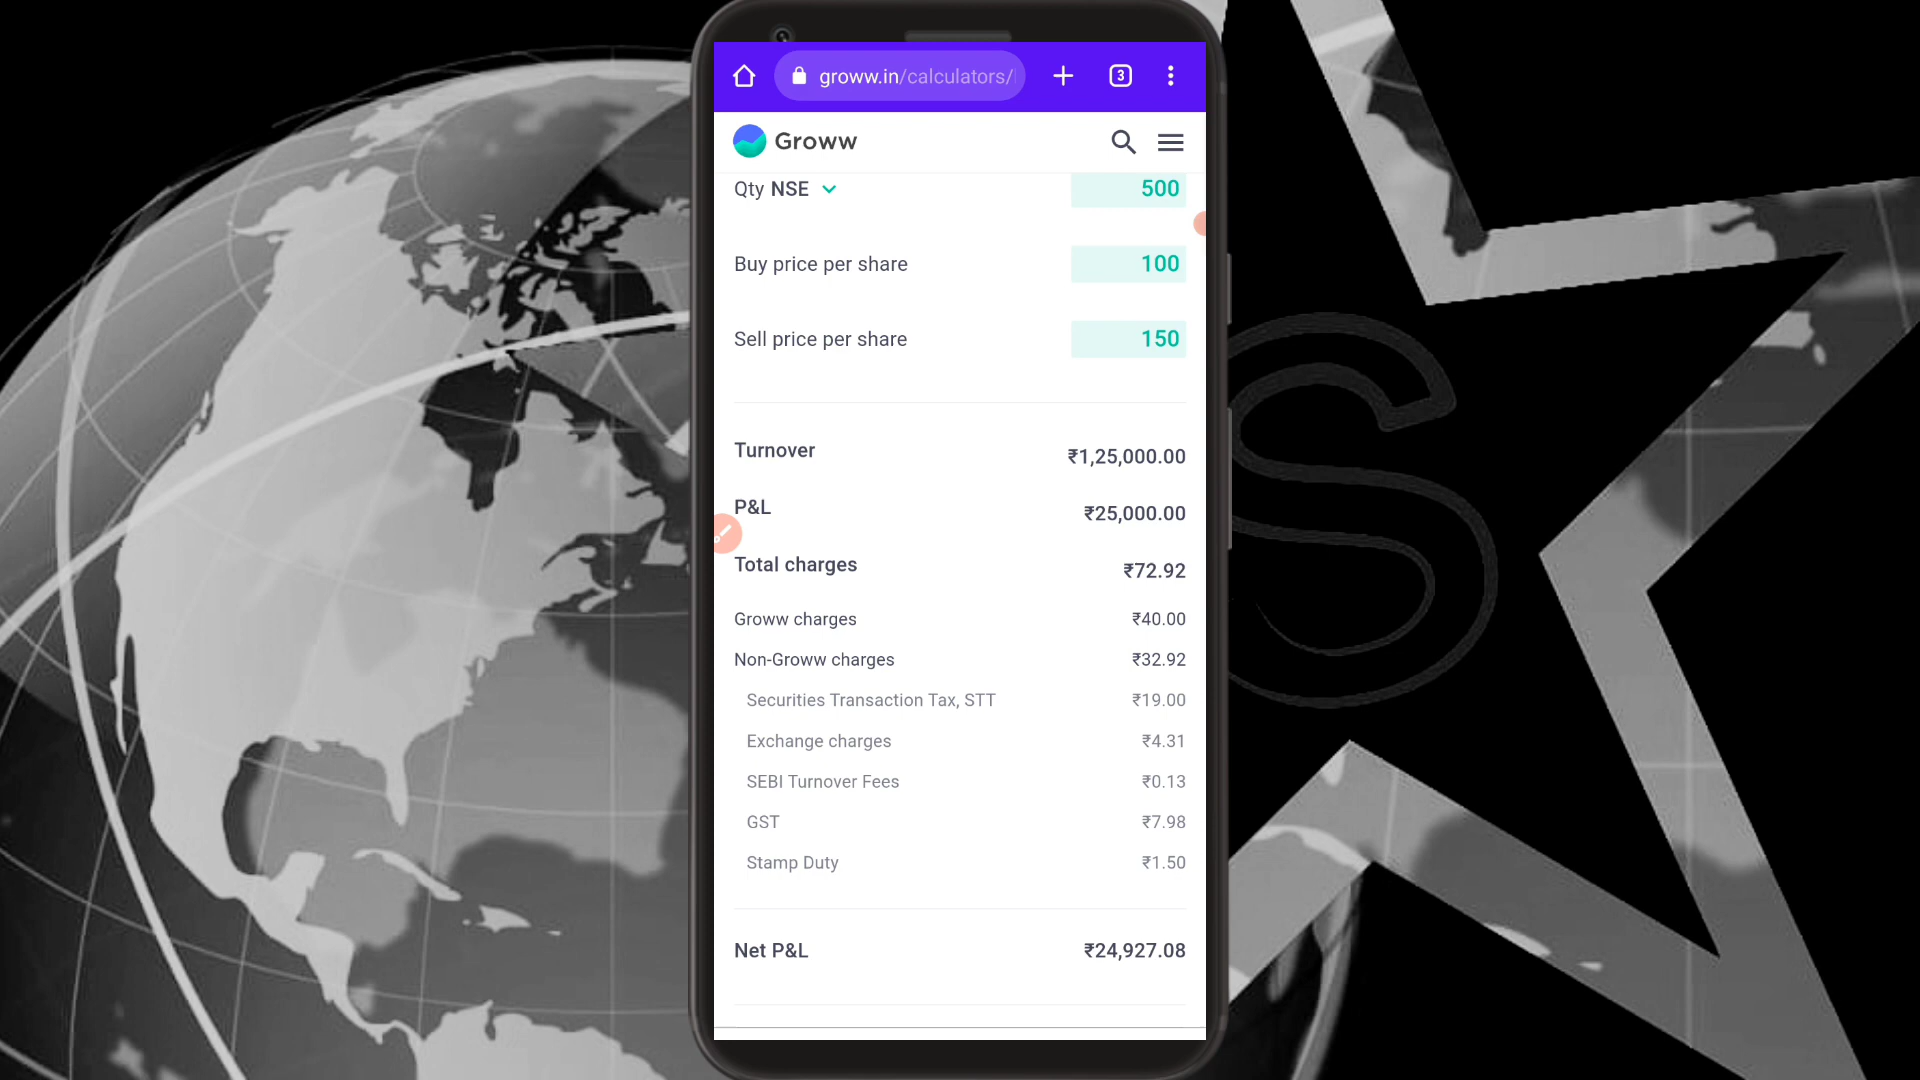 groww.in/calculators/
3
Groww
Qty NSE 500
Buy price per share 100
Sell price per share 150
Turnover ₹1,25,000.00
P&L ₹25,000.00
Total charges ₹72.92
Groww charges ₹40.00
Non-Groww charges ₹32.92
Securities Transaction Tax, STT ₹19.00
Exchange charges ₹4.31
SEBI Turnover Fees ₹0.13
GST ₹7.98
Stamp Duty ₹1.50
Net P&L ₹24,927.08
S